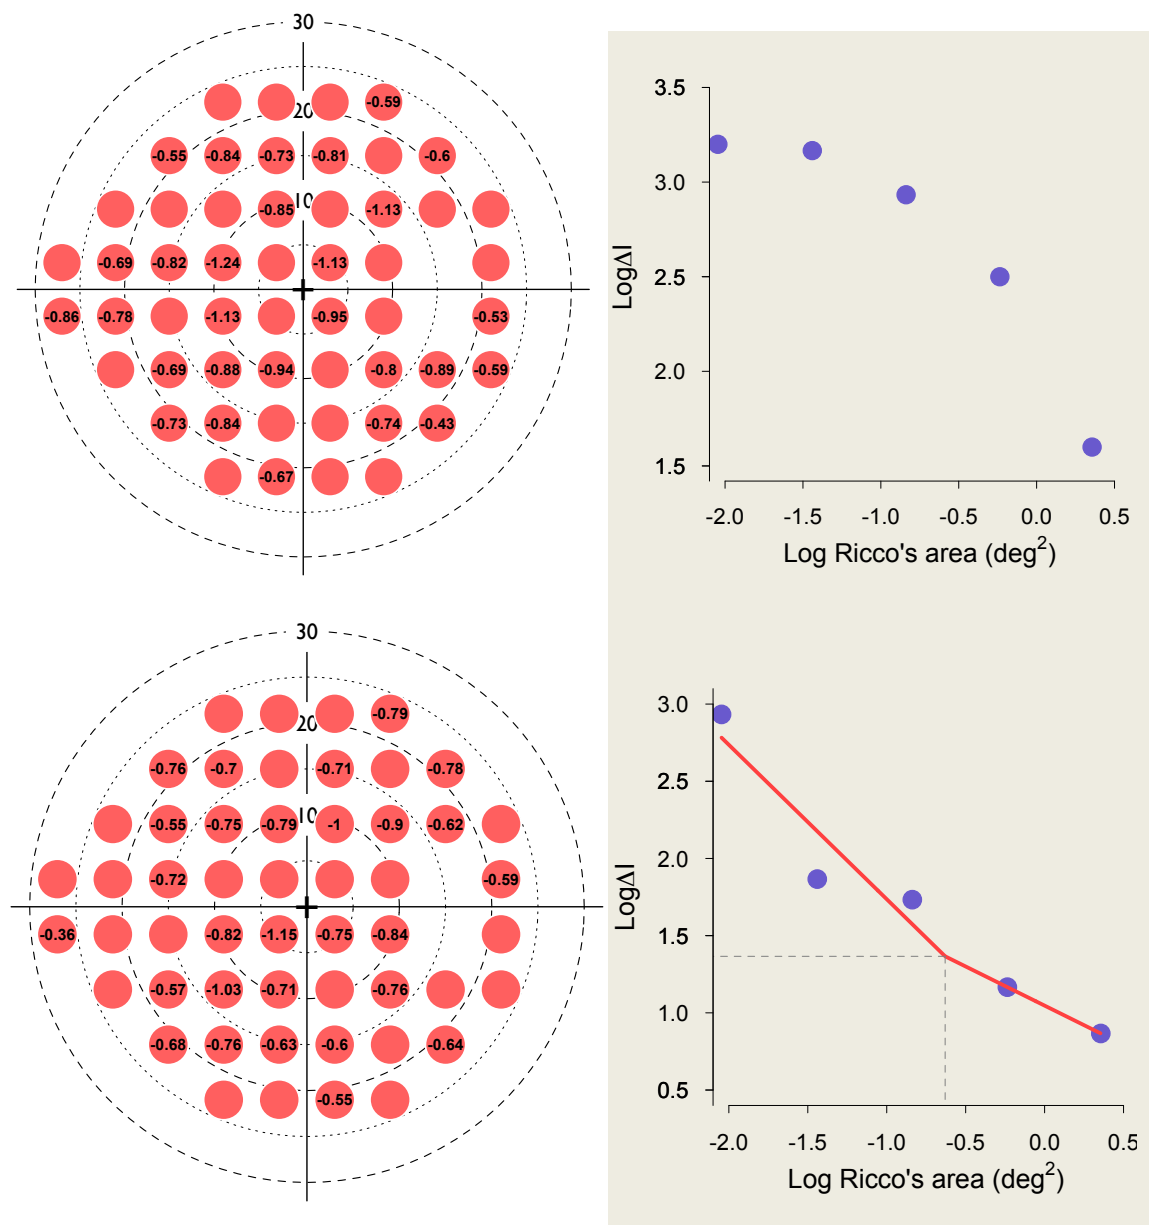 30
-0.59
20
-0.55 -0.84 -0.73 -0.81 -0.6
10
-0.85 -1.13
-0.69 -0.82 -1.24 -1.13
-0.86 -0.78 -1.13 -0.95 -0.53
-0.69 -0.88 -0.94 -0.8 -0.89 -0.59
-0.73 -0.84 -0.74 -0.43
-0.67
3.5
3.0
2.5
2.0
1.5
LogΔI
-2.0 -1.5 -1.0 -0.5 0.0 0.5
Log Ricco's area (deg²)
30
-0.79
20
-0.76 -0.7 -0.71 -0.78
10
-0.55 -0.75 -0.79 -1 -0.9 -0.62
-0.72 -0.59
-0.36 -0.82 -1.15 -0.75 -0.84
-0.57 -1.03 -0.71 -0.76
-0.68 -0.76 -0.63 -0.6 -0.64
-0.55
3.0
2.5
2.0
1.5
1.0
0.5
LogΔI
-2.0 -1.5 -1.0 -0.5 0.0 0.5
Log Ricco's area (deg²)